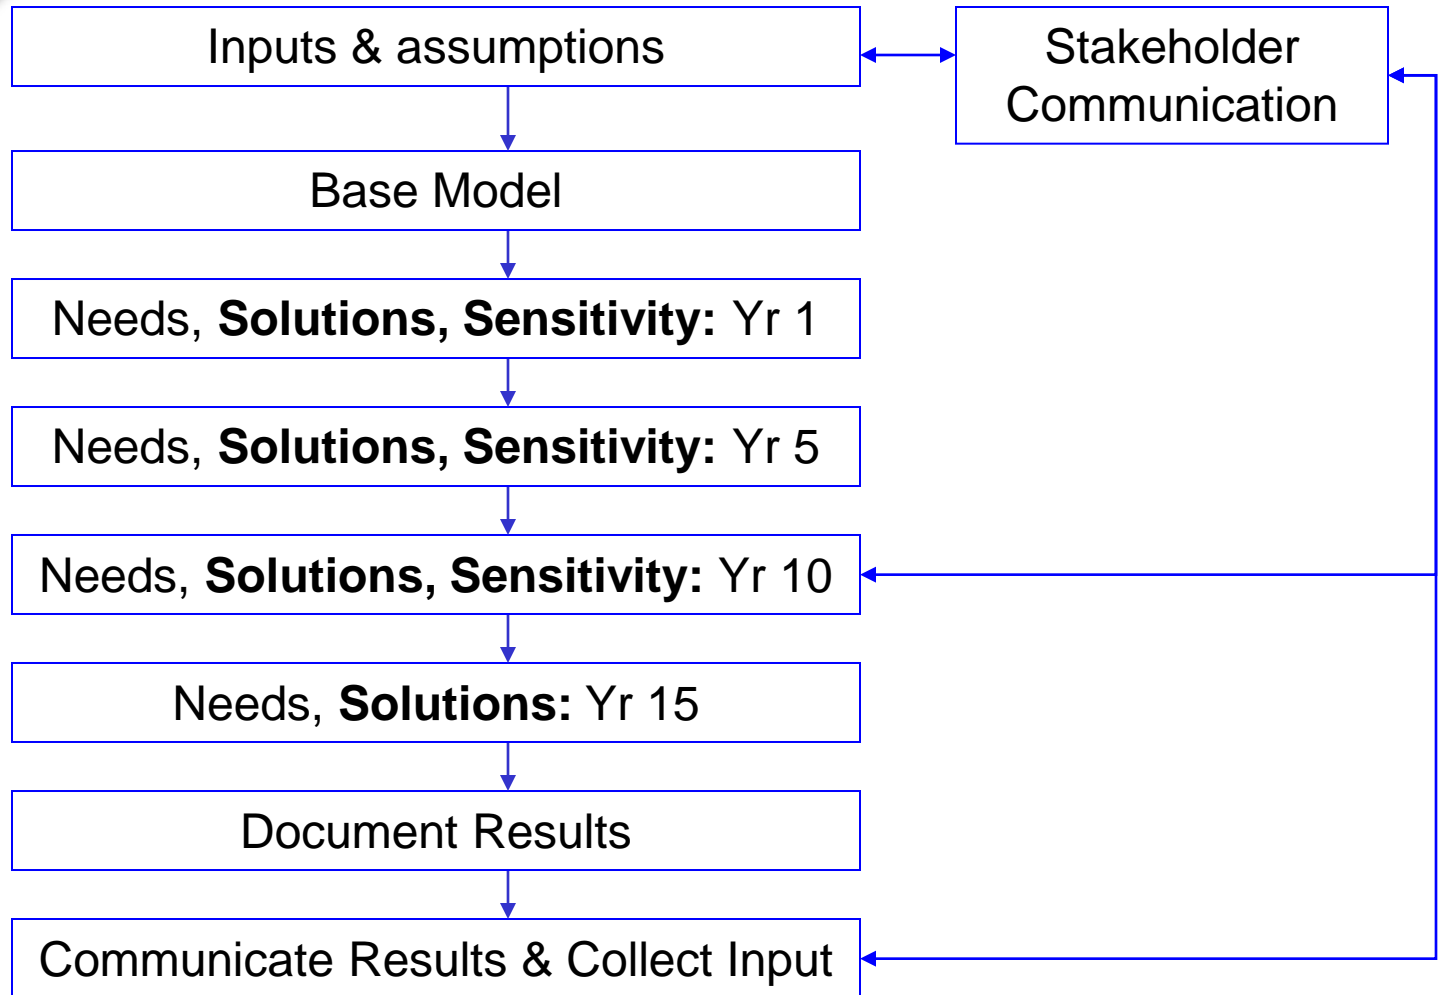 Inputs & assumptions
Stakeholder
Communication
Base Model
Needs, Solutions, Sensitivity: Yr 1
Needs, Solutions, Sensitivity: Yr 5
Needs, Solutions, Sensitivity: Yr 10
Needs, Solutions: Yr 15
Document Results
Communicate Results & Collect Input